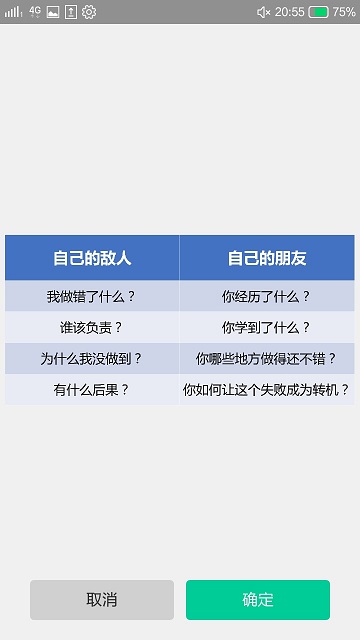 4G 20:55 75%
自己的敌人 自己的朋友
我做错了什么？ 你经历了什么？
谁该负责？ 你学到了什么？
为什么我没做到？ 你哪些地方做得还不错？
有什么后果？ 你如何让这个失败成为转机？
取消 确定